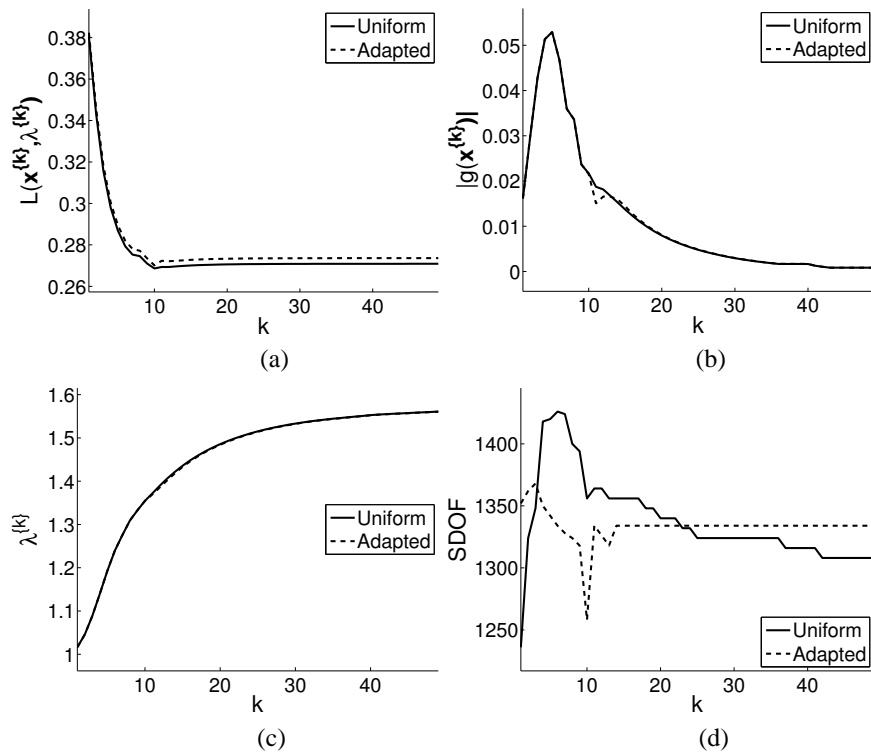 L(x{k},λ{k})
0.38
0.36
0.34
0.32
0.3
0.28
0.26
10 20 30 40
k
Uniform
Adapted
(a)
|g(x{k})|
0.05
0.04
0.03
0.02
0.01
0
10 20 30 40
k
Uniform
Adapted
(b)
λ{k}
1.6
1.5
1.4
1.3
1.2
1.1
1
10 20 30 40
k
Uniform
Adapted
(c)
SDOF
1400
1350
1300
1250
10 20 30 40
k
Uniform
Adapted
(d)